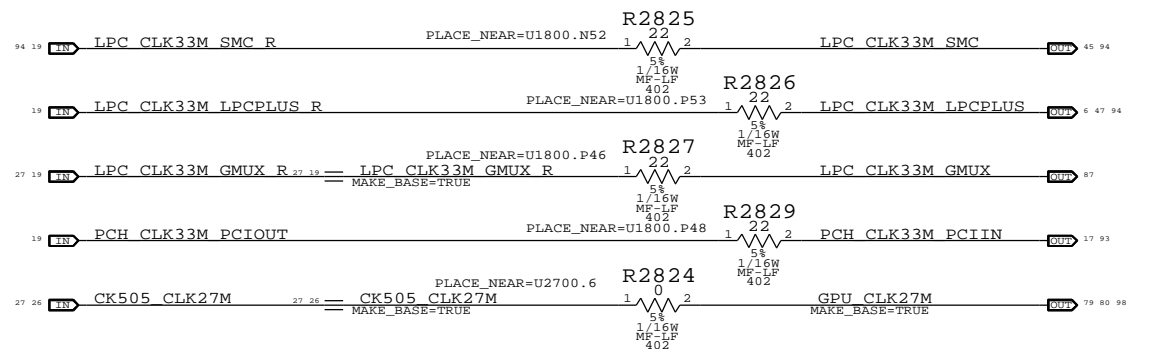 R2825
PLACE_NEAR=U1800.N52 22
94 19 IN LPC_CLK33M_SMC_R 1 2 LPC_CLK33M_SMC OUT 45 94
5%
1/16W
MF-LF
402
R2826
PLACE_NEAR=U1800.P53 22
19 IN LPC_CLK33M_LPCPLUS_R 1 2 LPC_CLK33M_LPCPLUS OUT 6 47 94
5%
1/16W
MF-LF
402
R2827
PLACE_NEAR=U1800.P46 22
27 19 IN LPC_CLK33M_GMUX_R 27 19 LPC_CLK33M_GMUX_R 1 2 LPC_CLK33M_GMUX OUT 87
MAKE_BASE=TRUE
5%
1/16W
MF-LF
402
R2829
PLACE_NEAR=U1800.P48 22
19 IN PCH_CLK33M_PCIOUT 1 2 PCH_CLK33M_PCIIN OUT 17 93
5%
1/16W
MF-LF
402
R2824
PLACE_NEAR=U2700.6 0
27 26 IN CK505_CLK27M 27 26 CK505_CLK27M 1 2 GPU_CLK27M OUT 79 80 98
MAKE_BASE=TRUE MAKE_BASE=TRUE
5%
1/16W
MF-LF
402